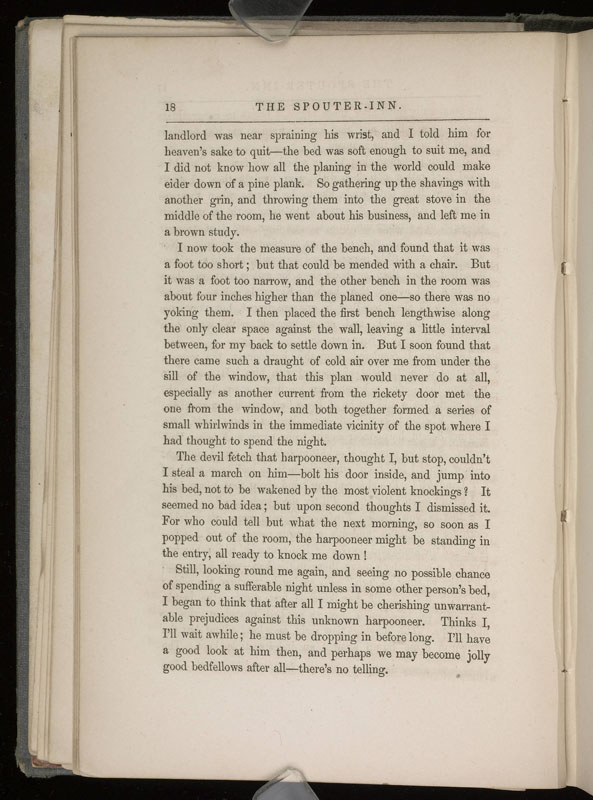 18 THE SPOUTER-INN.
landlord was near spraining his wrist, and I told him for
heaven's sake to quit—the bed was soft enough to suit me, and
I did not know how all the planing in the world could make
eider down of a pine plank. So gathering up the shavings with
another grin, and throwing them into the great stove in the
middle of the room, he went about his business, and left me in
a brown study.
I now took the measure of the bench, and found that it was
a foot too short; but that could be mended with a chair. But
it was a foot too narrow, and the other bench in the room was
about four inches higher than the planed one—so there was no
yoking them. I then placed the first bench lengthwise along
the only clear space against the wall, leaving a little interval
between, for my back to settle down in. But I soon found that
there came such a draught of cold air over me from under the
sill of the window, that this plan would never do at all,
especially as another current from the rickety door met the
one from the window, and both together formed a series of
small whirlwinds in the immediate vicinity of the spot where I
had thought to spend the night.
The devil fetch that harpooneer, thought I, but stop, couldn't
I steal a march on him—bolt his door inside, and jump into
his bed, not to be wakened by the most violent knockings? It
seemed no bad idea; but upon second thoughts I dismissed it.
For who could tell but what the next morning, so soon as I
popped out of the room, the harpooneer might be standing in
the entry, all ready to knock me down!
Still, looking round me again, and seeing no possible chance
of spending a sufferable night unless in some other person's bed,
I began to think that after all I might be cherishing unwarrant-
able prejudices against this unknown harpooneer. Thinks I,
I'll wait awhile; he must be dropping in before long. I'll have
a good look at him then, and perhaps we may become jolly
good bedfellows after all—there's no telling.